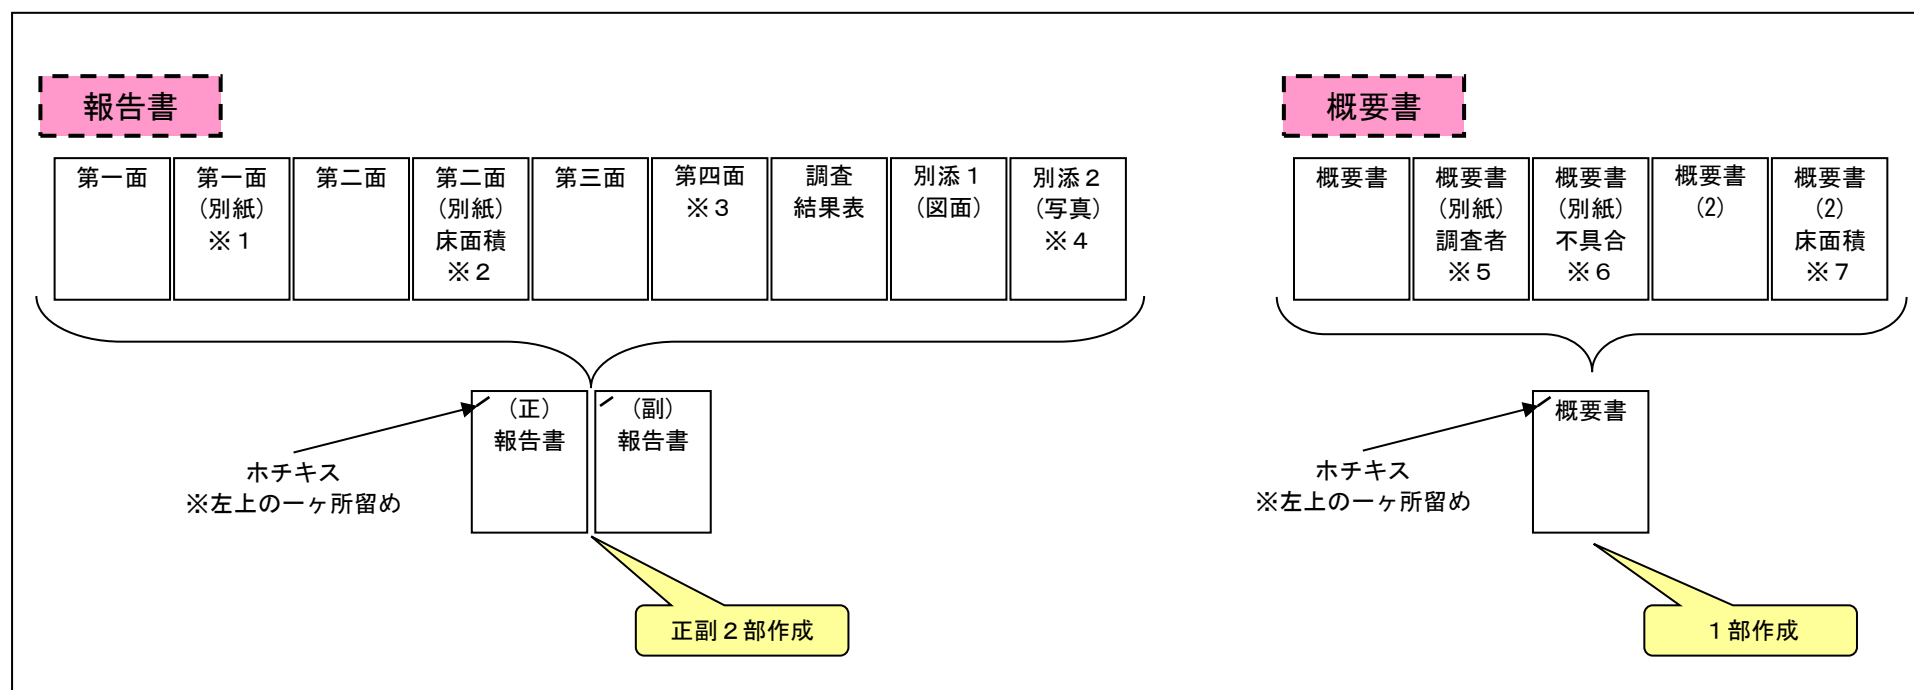 報告書
第一面
第一面
（別紙）
※１
第二面
第二面
（別紙）
床面積
※２
第三面
第四面
※３
調査
結果表
別添１
（図面）
別添２
（写真）
※４
（正）
報告書
（副）
報告書
ホチキス
※左上の一ヶ所留め
正副２部作成
概要書
概要書
概要書
（別紙）
調査者
※５
概要書
（別紙）
不具合
※６
概要書
(2)
概要書
(2)
床面積
※７
概要書
ホチキス
※左上の一ヶ所留め
１部作成